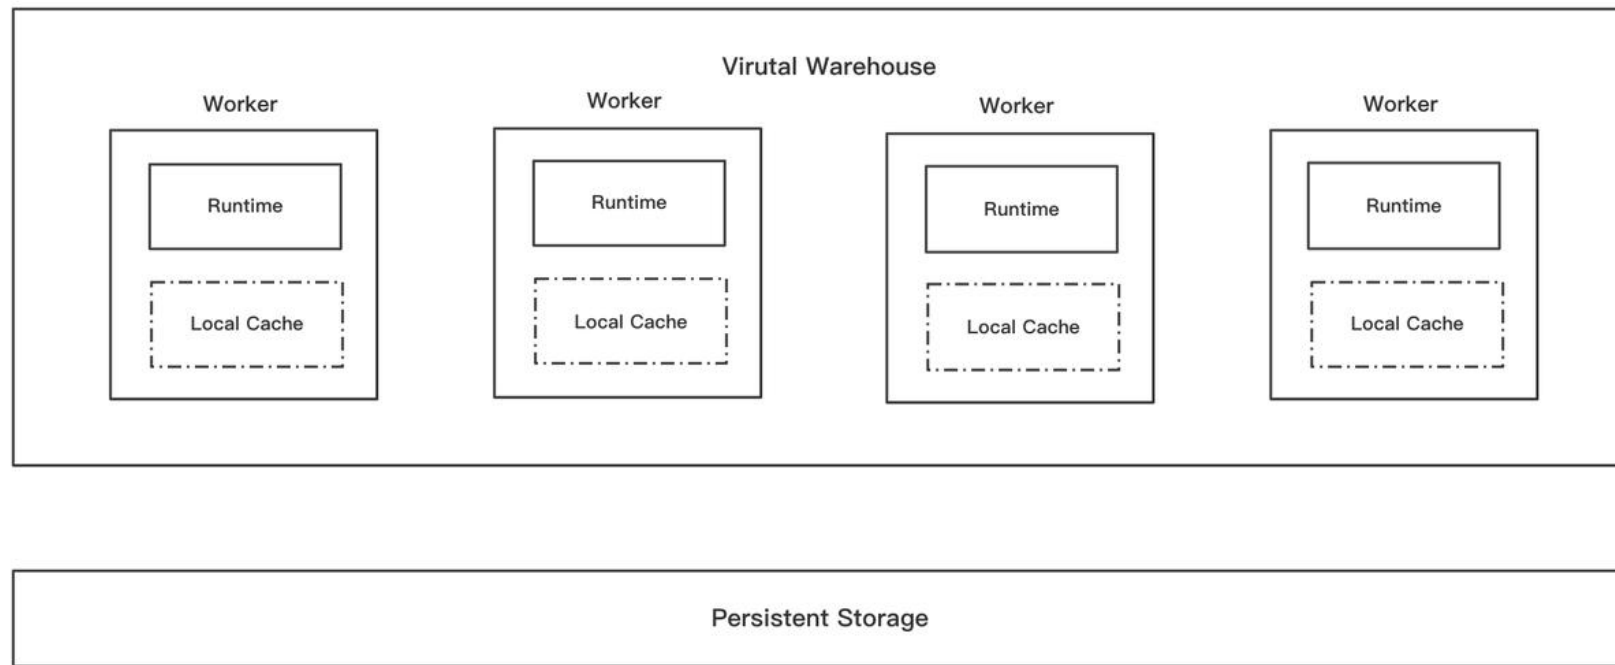 Virutal Warehouse
Worker
Worker
Worker
Worker
Runtime
Runtime
Runtime
Runtime
Local Cache
Local Cache
Local Cache
Local Cache
Persistent Storage